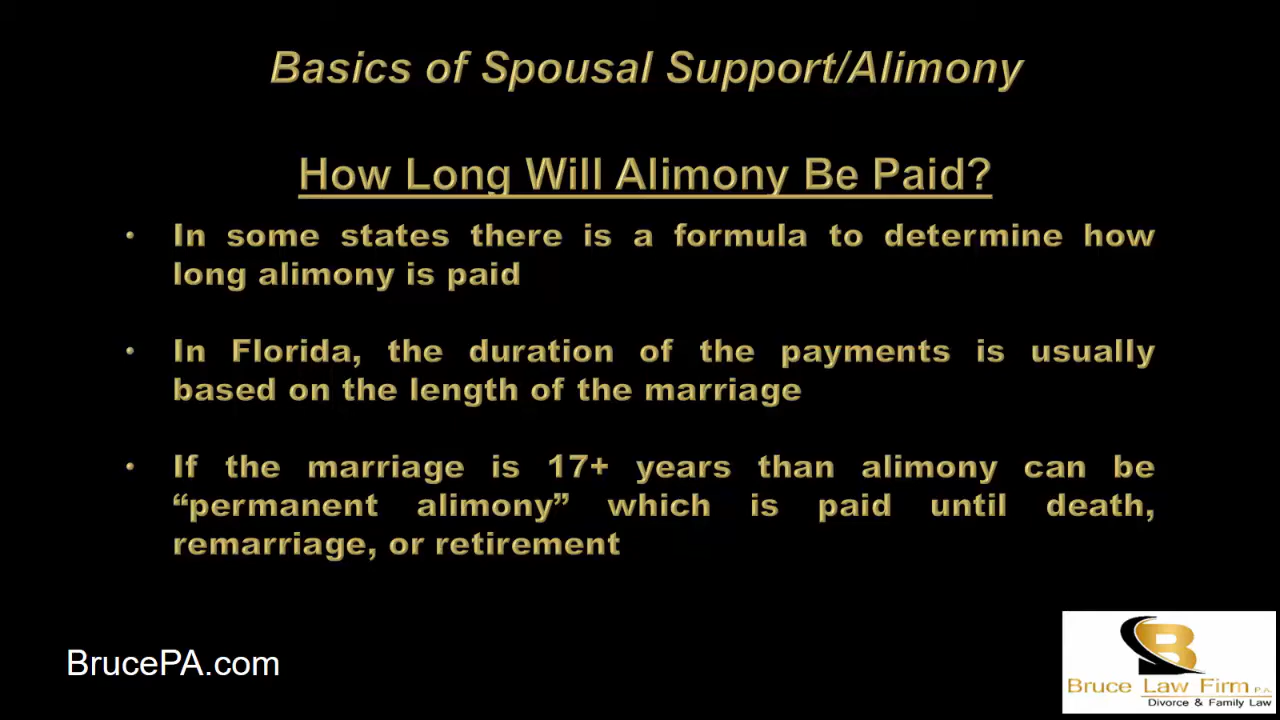 Basics of Spousal Support/Alimony
How Long Will Alimony Be Paid?
• In some states there is a formula to determine how
long alimony is paid
• In Florida, the duration of the payments is usually
based on the length of the marriage
• If the marriage is 17+ years than alimony can be
“permanent alimony” which is paid until death,
remarriage, or retirement
BrucePA.com
B
Bruce Law Firm P.A.
Divorce & Family Law